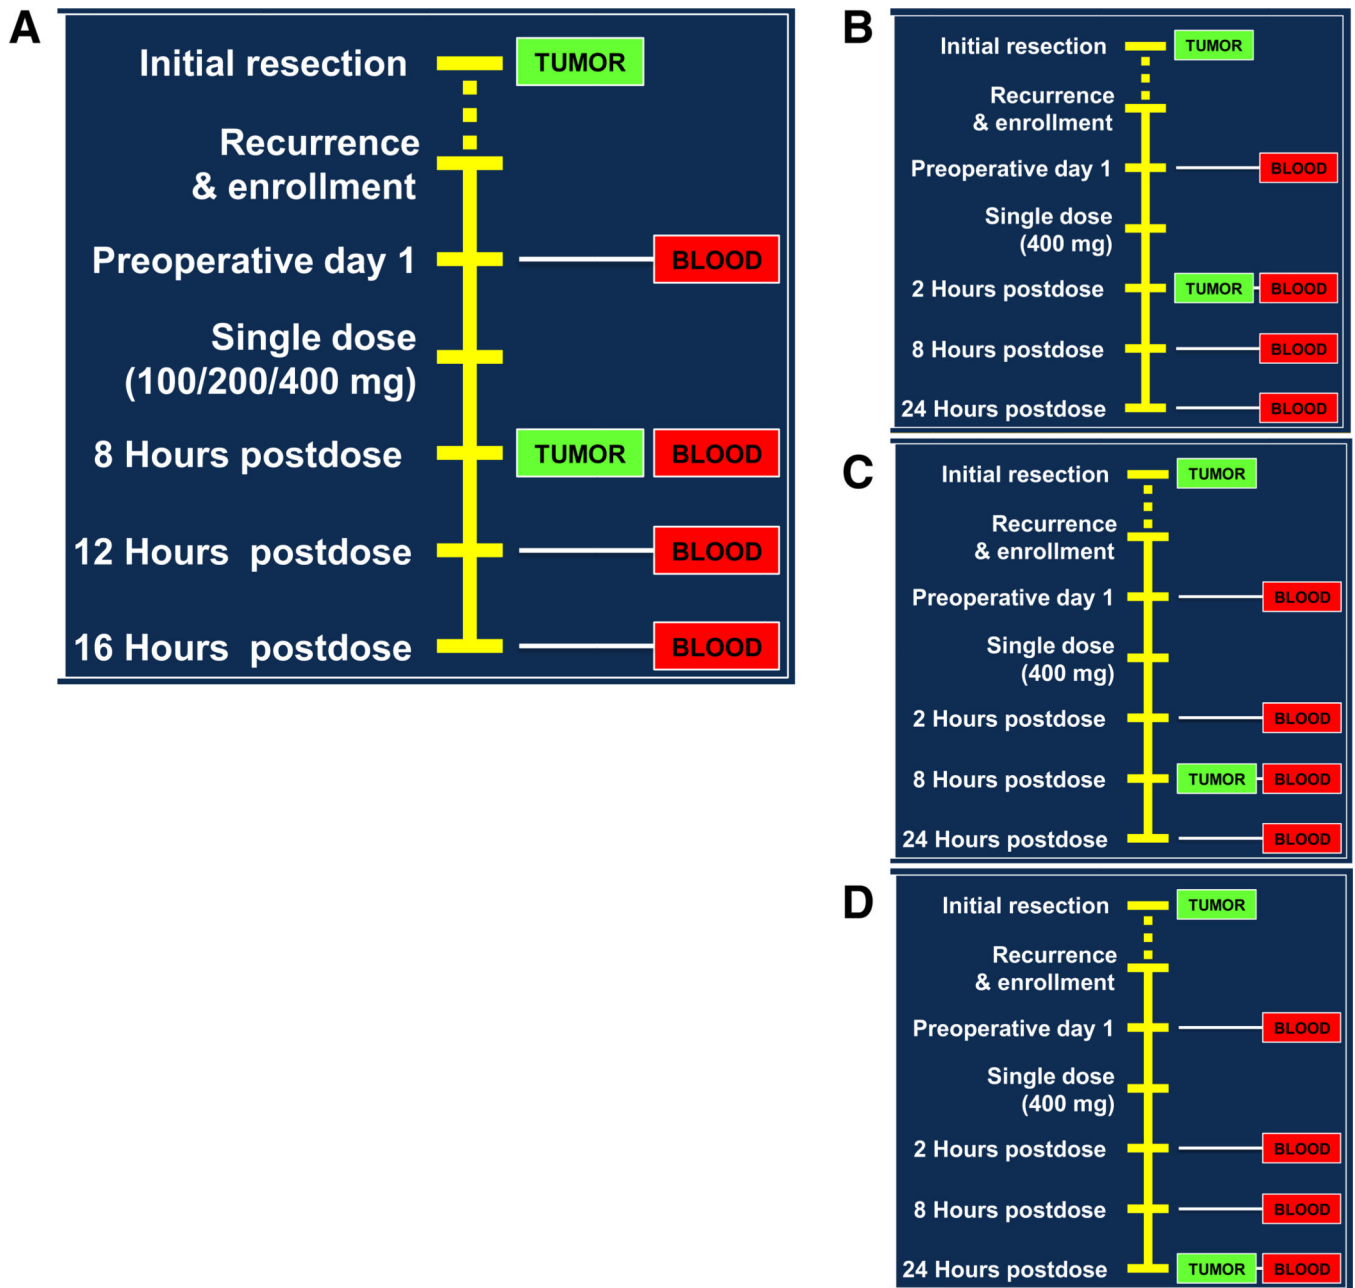 A
Initial resection TUMOR
Recurrence
& enrollment
Preoperative day 1 BLOOD
Single dose
(100/200/400 mg)
8 Hours postdose TUMOR BLOOD
12 Hours postdose BLOOD
16 Hours postdose BLOOD
B
Initial resection TUMOR
Recurrence
& enrollment
Preoperative day 1 BLOOD
Single dose
(400 mg)
2 Hours postdose TUMOR BLOOD
8 Hours postdose BLOOD
24 Hours postdose BLOOD
C
Initial resection TUMOR
Recurrence
& enrollment
Preoperative day 1 BLOOD
Single dose
(400 mg)
2 Hours postdose BLOOD
8 Hours postdose TUMOR BLOOD
24 Hours postdose BLOOD
D
Initial resection TUMOR
Recurrence
& enrollment
Preoperative day 1 BLOOD
Single dose
(400 mg)
2 Hours postdose BLOOD
8 Hours postdose BLOOD
24 Hours postdose TUMOR BLOOD